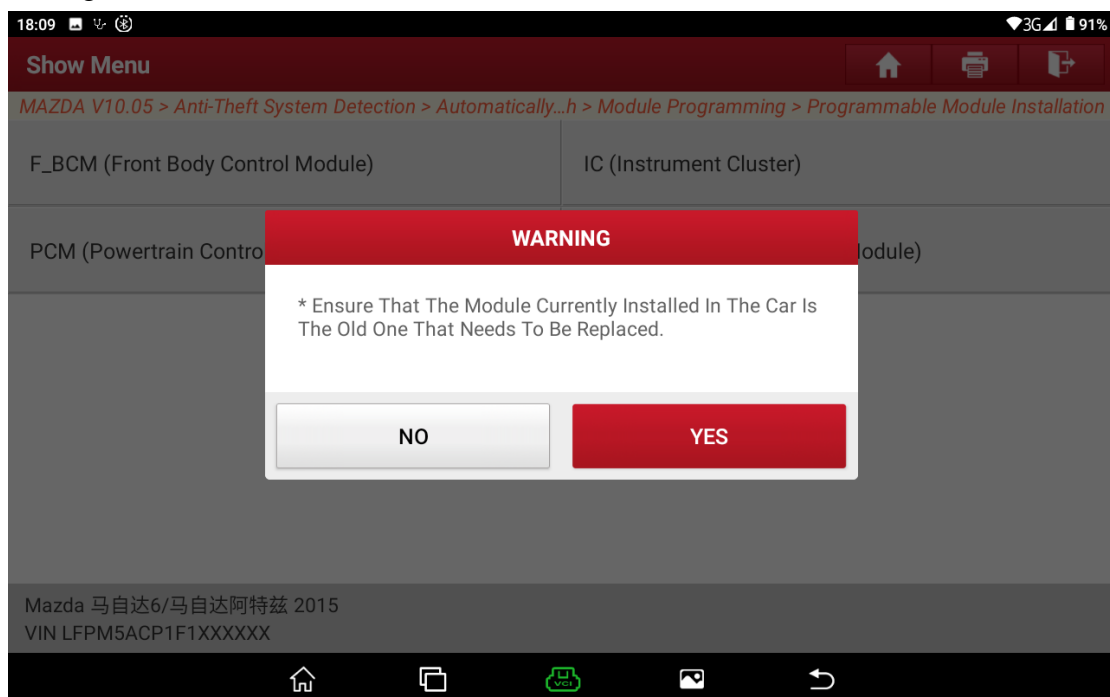 18:09 3G 91%
Show Menu
MAZDA V10.05 > Anti-Theft System Detection > Automatically...h > Module Programming > Programmable Module Installation
F_BCM (Front Body Control Module) IC (Instrument Cluster)
PCM (Powertrain Contro
WARNING
* Ensure That The Module Currently Installed In The Car Is
The Old One That Needs To Be Replaced.
NO YES
Mazda 马自达6/马自达阿特兹 2015
VIN LFPM5ACP1F1XXXXXX
VCI